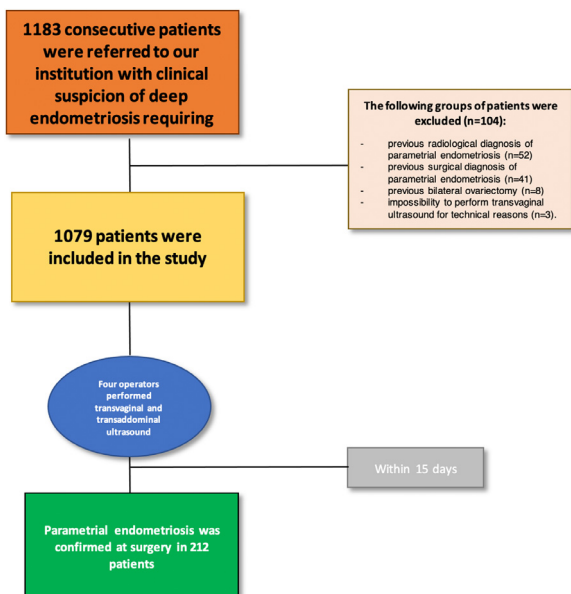 1183 consecutive patients
were referred to our
institution with clinical
suspicion of deep
endometriosis requiring
The following groups of patients were
excluded (n=104):
- previous radiological diagnosis of
parametrial endometriosis (n=52)
- previous surgical diagnosis of
parametrial endometriosis (n=41)
- previous bilateral ovariectomy (n=8)
- impossibility to perform transvaginal
ultrasound for technical reasons (n=3).
1079 patients were
included in the study
Four operators
performed
transvaginal and
transaddominal
ultrasound
Within 15 days
Parametrial endometriosis was
confirmed at surgery in 212
patients